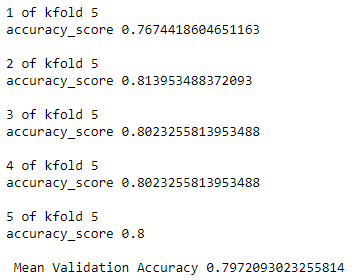 1 of kfold 5
accuracy_score 0.7674418604651163
2 of kfold 5
accuracy_score 0.813953488372093
3 of kfold 5
accuracy_score 0.8023255813953488
4 of kfold 5
accuracy_score 0.8023255813953488
5 of kfold 5
accuracy_score 0.8
Mean Validation Accuracy 0.7972093023255814